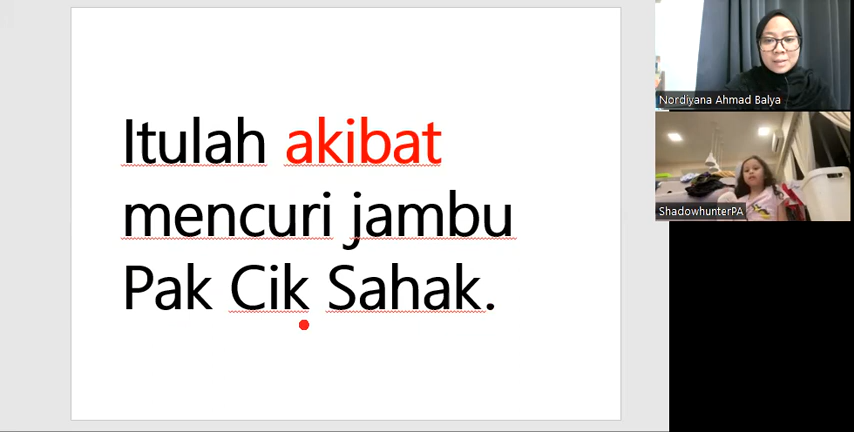 Itulah akibat
mencuri jambu
Pak Cik Sahak.
Nordiyana Ahmad Balya
ShadowhunterPA